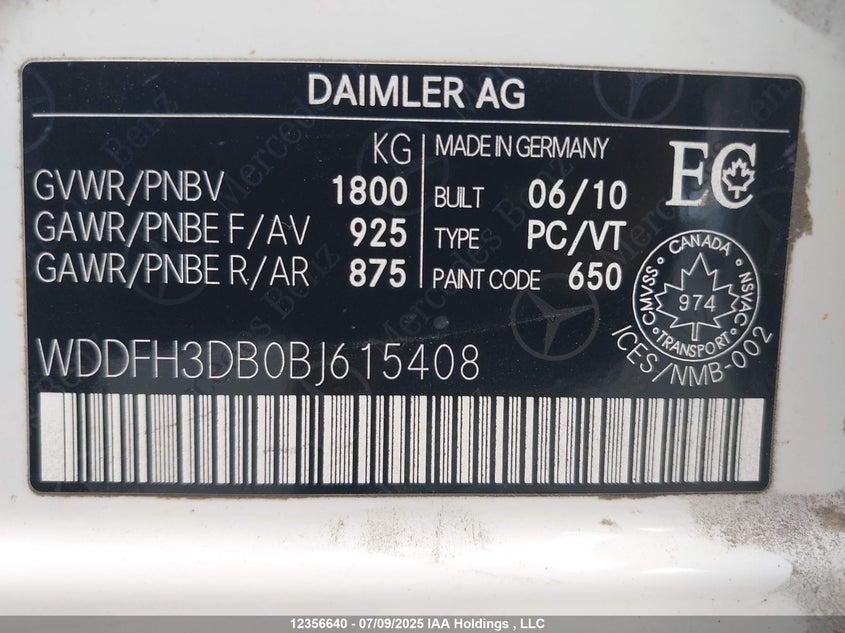 DAIMLER AG
KG
GVWR/PNBV 1800
GAWR/PNBE F/AV 925
GAWR/PNBE R/AR 875
MADE IN GERMANY
BUILT 06/10
TYPE PC/VT
PAINT CODE 650
EC
CANADA
CMVSS 974 NSVAC
TRANSPORT
ICES/NMB-002
WDDFH3DB0BJ615408
Mercedes Benz
12356640 - 07/09/2025 IAA Holdings , LLC